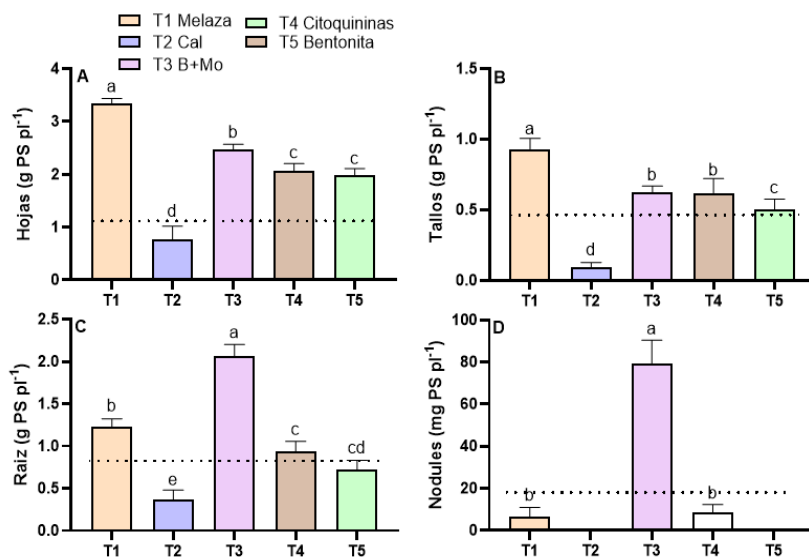 T1 Melaza
T2 Cal
T3 B+Mo
T4 Citoquininas
T5 Bentonita
A
Hojas (g PS pl⁻¹)
4
3
2
1
0
a
d
b
c
c
T1 T2 T3 T4 T5
B
Tallos (g PS pl⁻¹)
1.5
1.0
0.5
0.0
a
d
b
b
c
T1 T2 T3 T4 T5
C
Raiz (g PS pl⁻¹)
2.5
2.0
1.5
1.0
0.5
0.0
b
e
a
c
cd
T1 T2 T3 T4 T5
D
Nodules (mg PS pl⁻¹)
100
80
60
40
20
0
b
a
b
T1 T2 T3 T4 T5